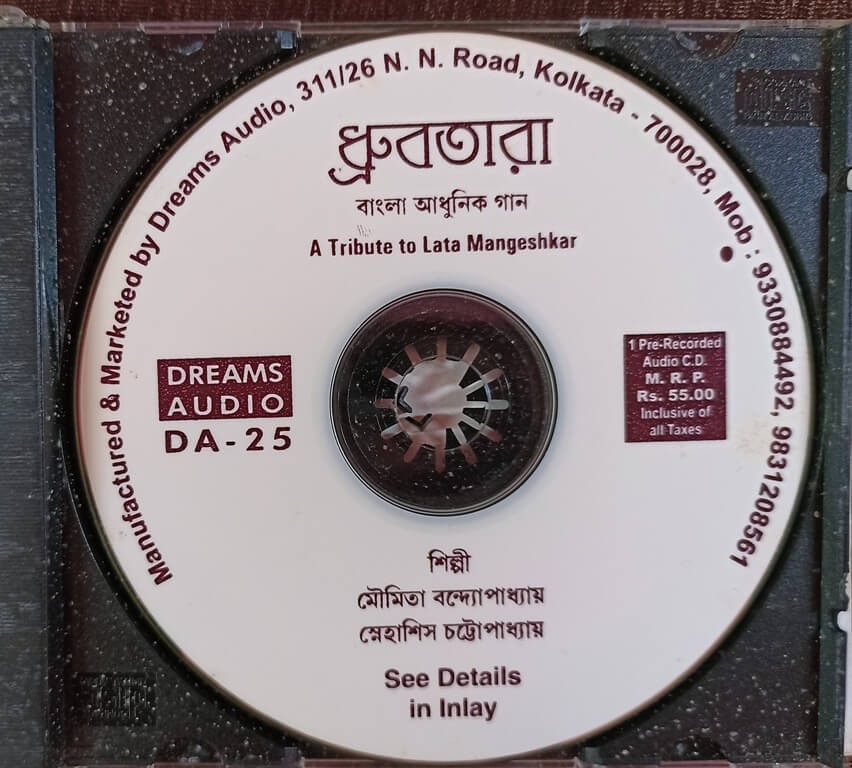 Manufactured & Marketed by Dreams Audio, 311/26 N. N. Road, Kolkata - 700028, Mob : 9330884492, 9831208561
ধ্রুবতারা
বাংলা আধুনিক গান
A Tribute to Lata Mangeshkar
DREAMS
AUDIO
DA-25
1 Pre-Recorded
Audio C.D.
M. R. P.
Rs. 55.00
Inclusive of
all Taxes
শিল্পী
মৌমিতা বন্দ্যোপাধ্যায়
স্নেহাশিস চট্টোপাধ্যায়
See Details
in Inlay